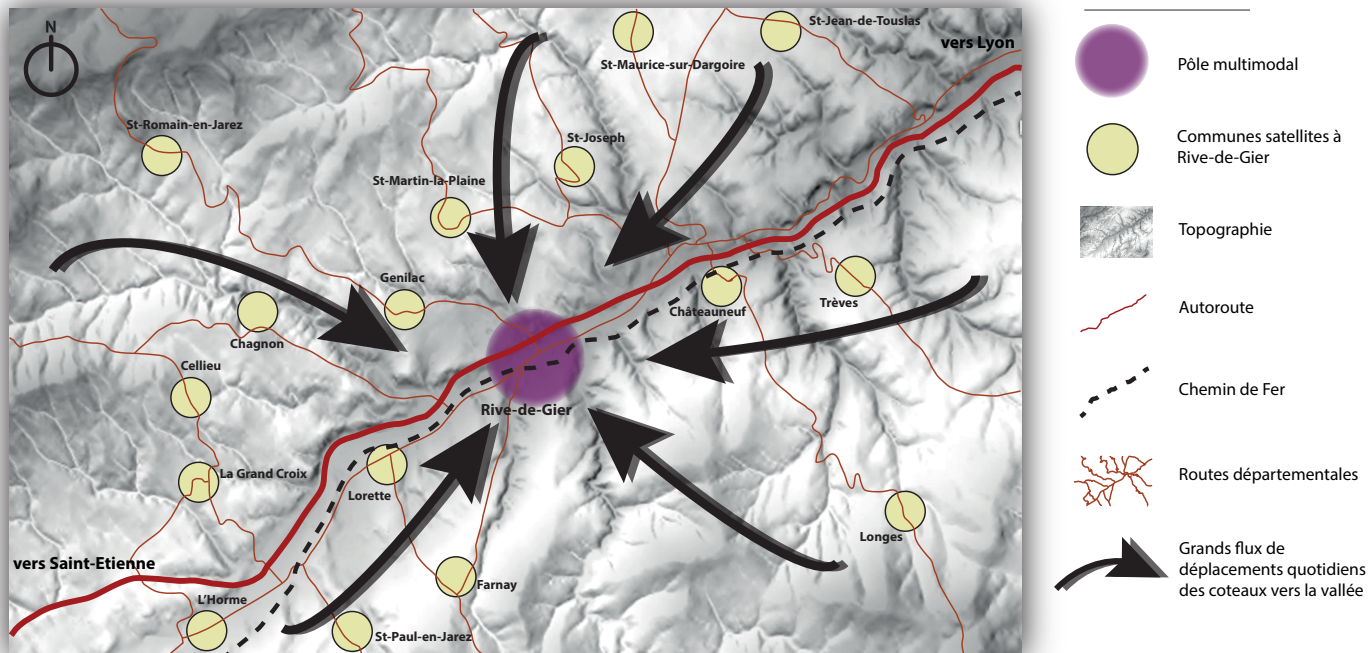 N
St-Jean-de-Touslas
vers Lyon
St-Maurice-sur-Dargoire
St-Romain-en-Jarez
St-Joseph
St-Martin-la-Plaine
Genilac
Châteauneuf
Trèves
Chagnon
Cellieu
Rive-de-Gier
La Grand Croix
Lorette
Longes
vers Saint-Etienne
Farnay
L'Horme
St-Paul-en-Jarez
Pôle multimodal
Communes satellites à
Rive-de-Gier
Topographie
Autoroute
Chemin de Fer
Routes départementales
Grands flux de
déplacements quotidiens
des coteaux vers la vallée